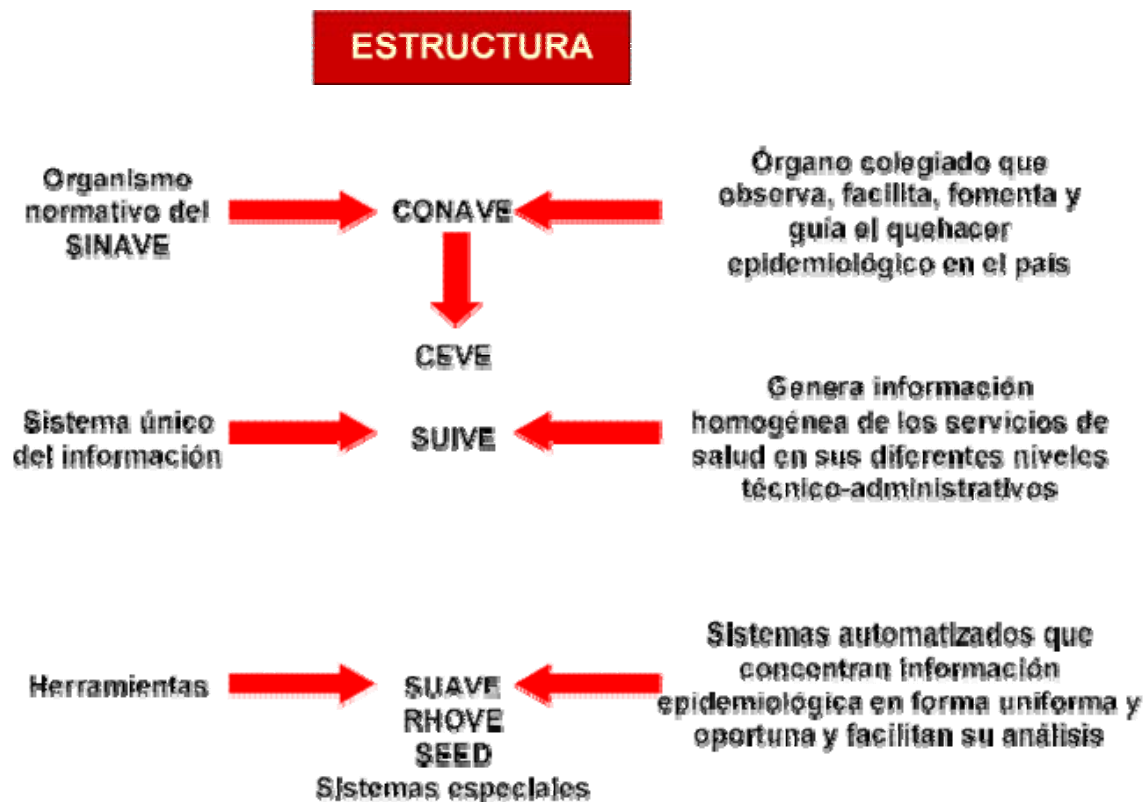 ESTRUCTURA
Organismo
normativo del
SINAVE
CONAVE
Órgano colegiado que
observa, facilita, fomenta y
guía el quehacer
epidemiológico en el país
CEVE
Sistema único
del información
SUIVE
Genera información
homogénea de los servicios de
salud en sus diferentes niveles
técnico-administrativos
Herramientas
SUAVE
RHOVE
SEED
Sistemas especiales
Sistemas automatizados que
concentran información
epidemiológica en forma uniforma y
oportuna y facilitan su análisis